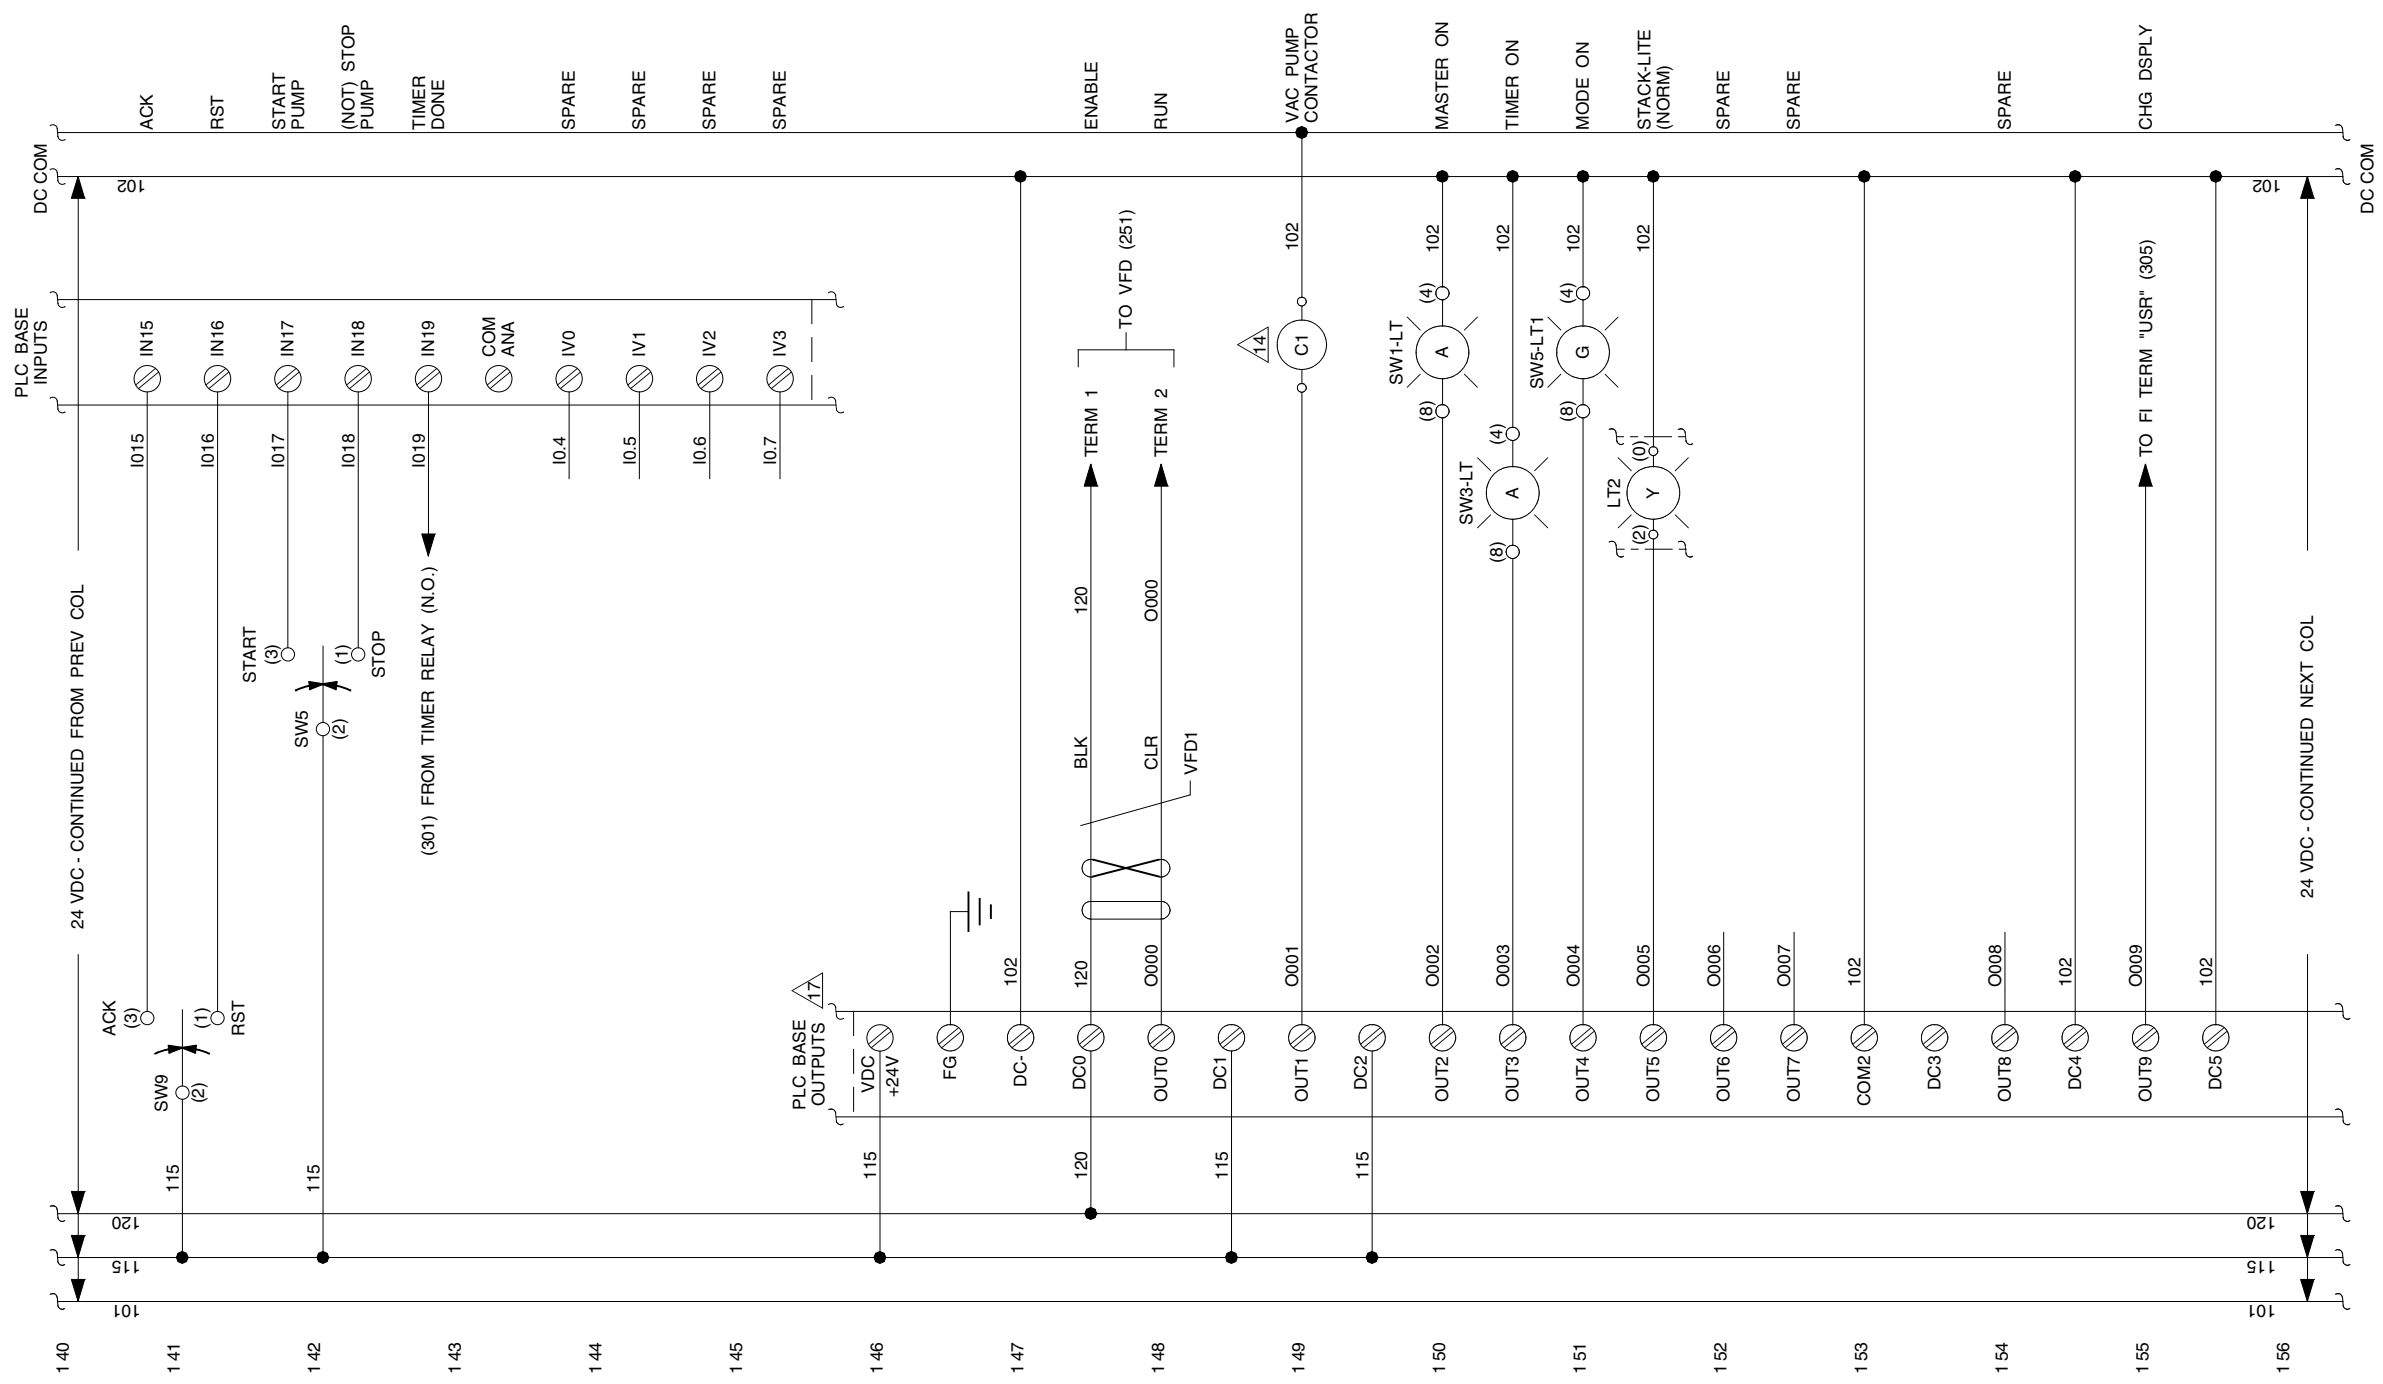 140
24 VDC - CONTINUED FROM PREV COL
101
115
120
102
DC COM
PLC BASE
INPUTS
141
115
SW9
(2)
ACK
(3)
(1)
RST
I015
IN15
ACK
I016
IN16
RST
142
115
SW5
(2)
START
(3)
(1)
STOP
I017
IN17
START
PUMP
I018
IN18
(NOT) STOP
PUMP
143
(301) FROM TIMER RELAY (N.O.)
I019
IN19
TIMER
DONE
COM
ANA
144
I0.4
IV0
SPARE
I0.5
IV1
SPARE
145
I0.6
IV2
SPARE
I0.7
IV3
SPARE
PLC BASE
OUTPUTS
17
146
115
VDC
+24V
FG
147
DC-
102
120
DC0
120
BLK
120
TERM 1
ENABLE
148
OUT0
O000
CLR
O000
TERM 2
RUN
VFD1
TO VFD (251)
115
DC1
149
OUT1
O001
C1
14
102
VAC PUMP
CONTACTOR
115
DC2
150
OUT2
O002
(8)
A
SW1-LT
(4)
102
MASTER ON
OUT3
O003
(8)
A
SW3-LT
(4)
102
TIMER ON
151
OUT4
O004
(8)
G
SW5-LT1
(4)
102
MODE ON
OUT5
O005
(2)
LT2
Y
(0)
102
STACK-LITE
(NORM)
152
OUT6
O006
SPARE
OUT7
O007
SPARE
153
COM2
102
DC3
154
OUT8
O008
SPARE
DC4
102
155
OUT9
O009
TO FI TERM "USR" (305)
CHG DSPLY
DC5
102
156
24 VDC - CONTINUED NEXT COL
101
115
120
102
DC COM